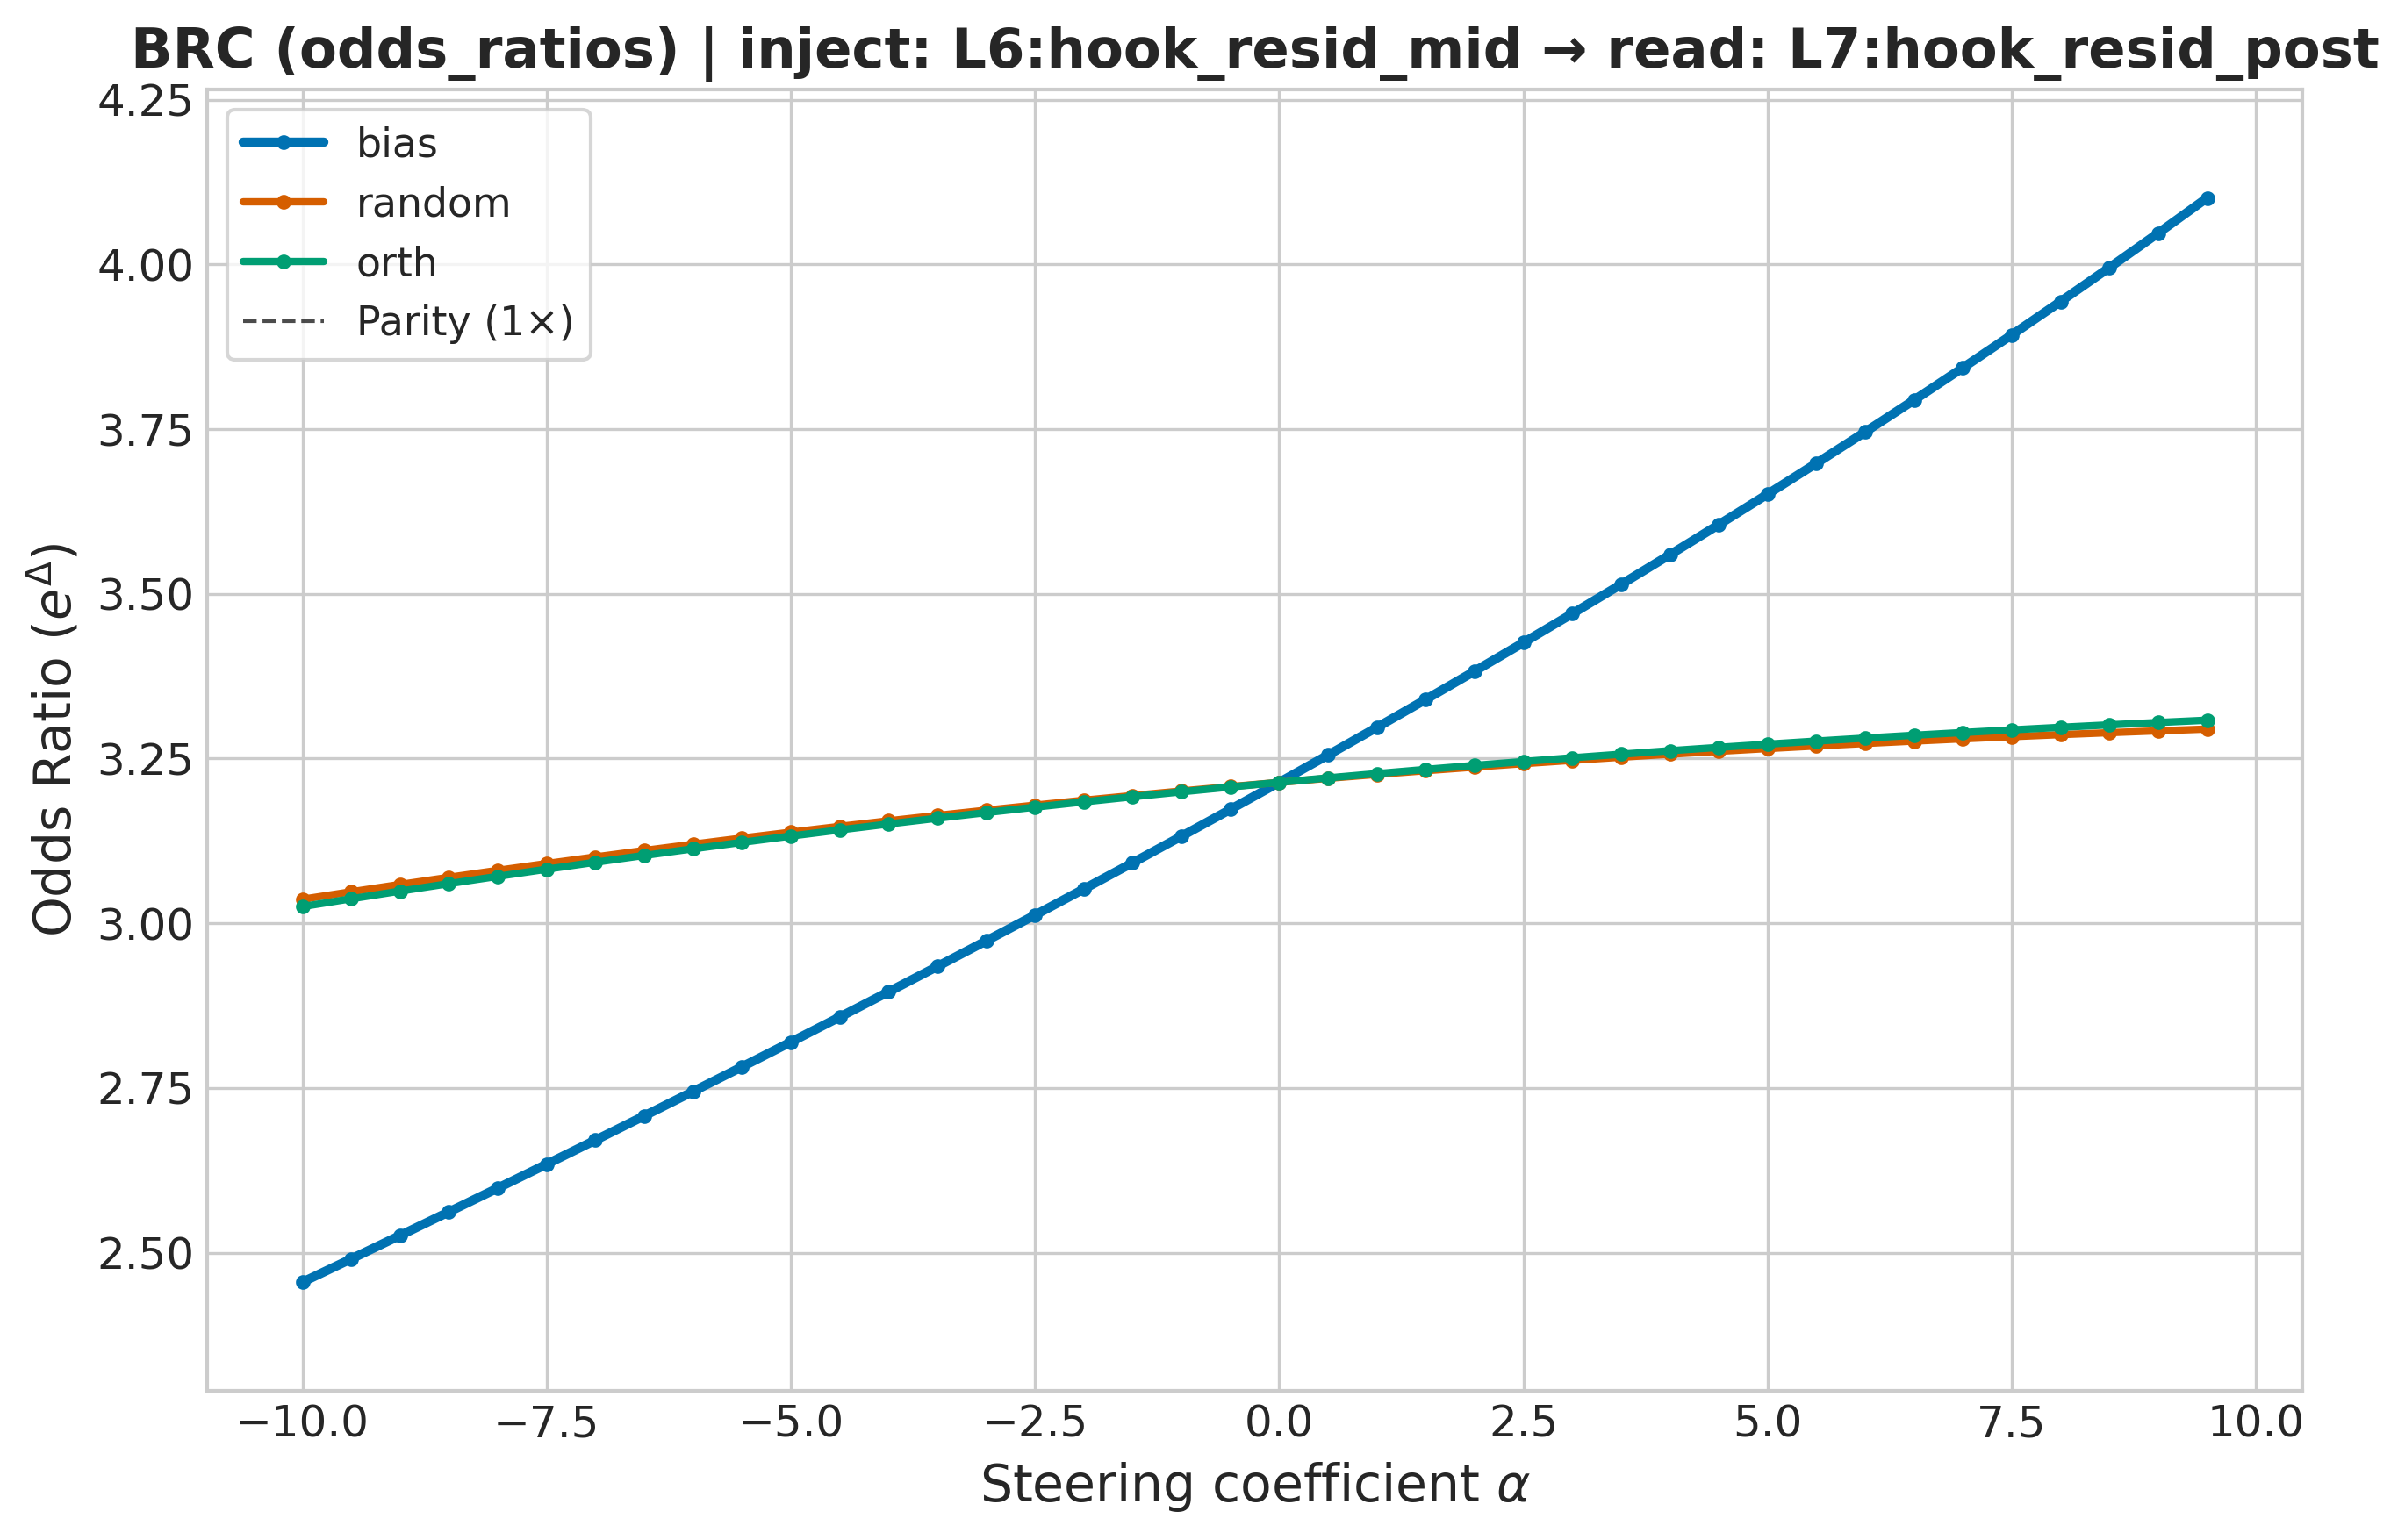 BRC (odds_ratios) | inject: L6:hook_resid_mid → read: L7:hook_resid_post
4.25
4.00
3.75
3.50
3.25
3.00
2.75
2.50
Odds Ratio (e^Δ)
bias
random
orth
Parity (1×)
−10.0 −7.5 −5.0 −2.5 0.0 2.5 5.0 7.5 10.0
Steering coefficient α